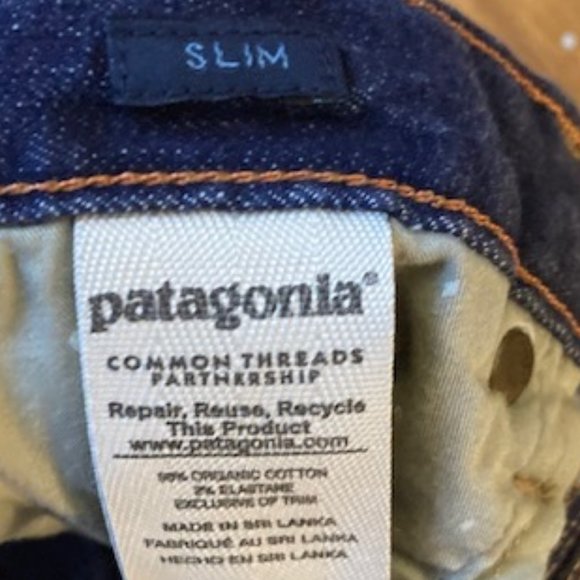 SLIM
patagonia®
COMMON THREADS
PARTNERSHIP
Repair, Reuse, Recycle
This Product
www.patagonia.com
98% ORGANIC COTTON
2% ELASTANE
EXCLUSIVE OF TRIM
MADE IN SRI LANKA
FABRIQUÉ AU SRI LANKA
HECHO EN SRI LANKA